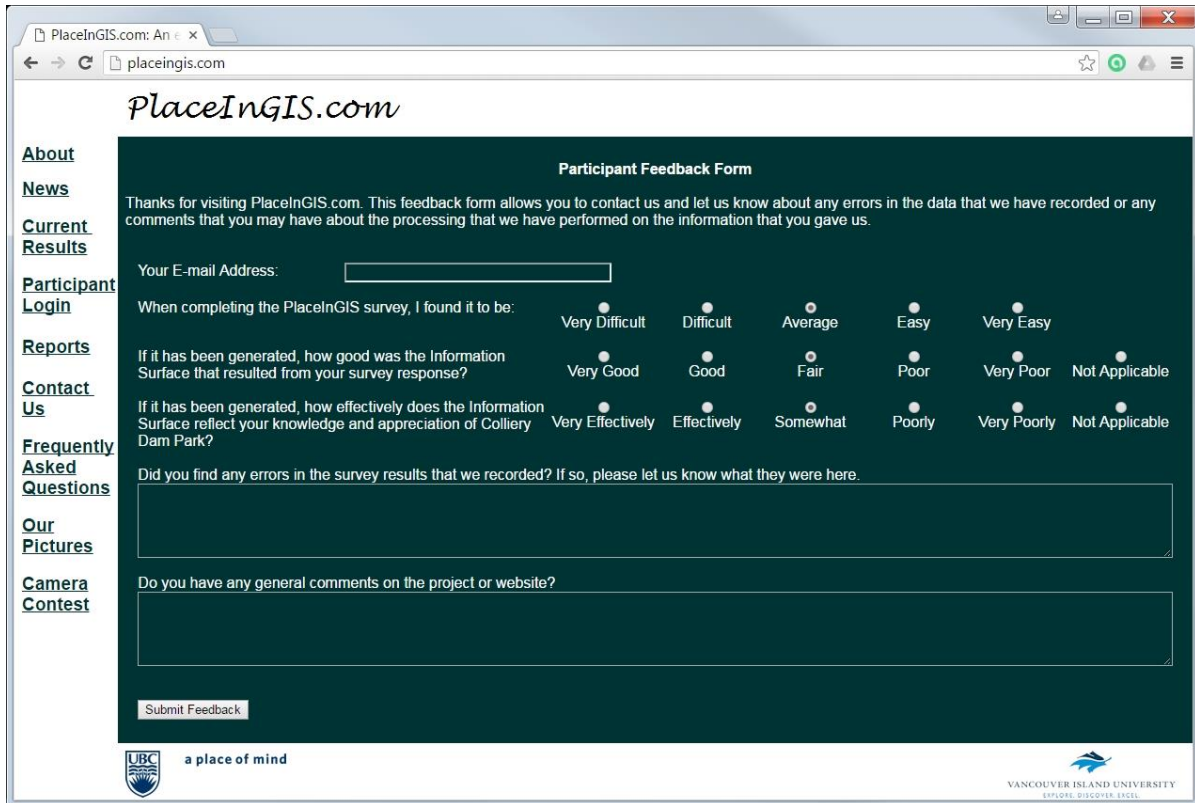 PlaceInGIS.com: An e
placeingis.com
PlaceInGIS.com
About
News
Current
Results
Participant
Login
Reports
Contact
Us
Frequently
Asked
Questions
Our
Pictures
Camera
Contest
Participant Feedback Form
Thanks for visiting PlaceInGIS.com. This feedback form allows you to contact us and let us know about any errors in the data that we have recorded or any
comments that you may have about the processing that we have performed on the information that you gave us.
Your E-mail Address:
When completing the PlaceInGIS survey, I found it to be:
Very Difficult Difficult Average Easy Very Easy
If it has been generated, how good was the Information
Surface that resulted from your survey response?
Very Good Good Fair Poor Very Poor Not Applicable
If it has been generated, how effectively does the Information
Surface reflect your knowledge and appreciation of Colliery
Dam Park?
Very Effectively Effectively Somewhat Poorly Very Poorly Not Applicable
Did you find any errors in the survey results that we recorded? If so, please let us know what they were here.
Do you have any general comments on the project or website?
Submit Feedback
UBC
a place of mind
VANCOUVER ISLAND UNIVERSITY
EXPLORE. DISCOVER. EXCEL.